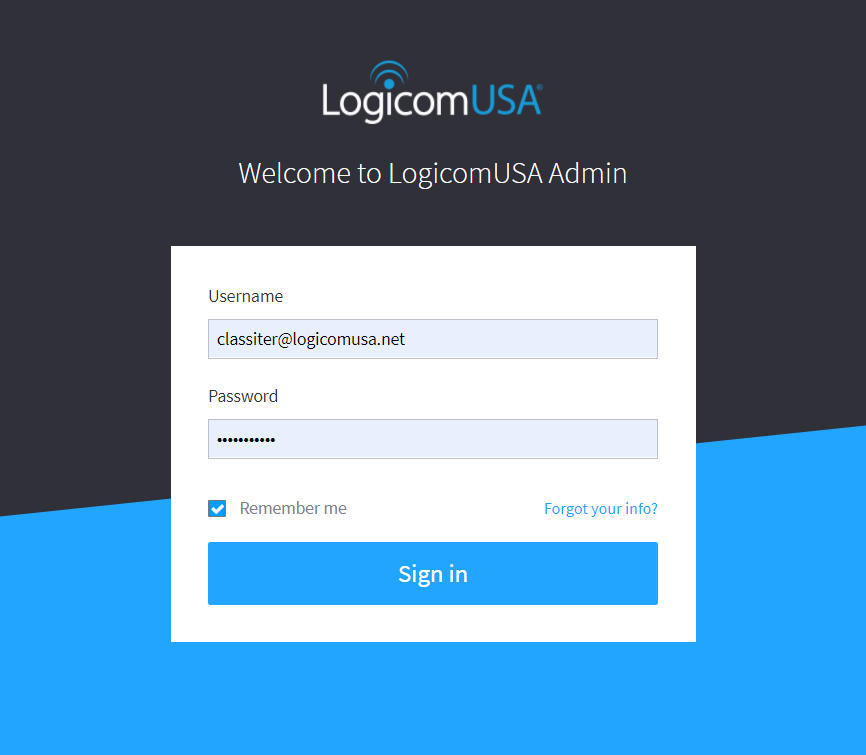 LogicomUSA®
Welcome to LogicomUSA Admin
Username
classiter@logicomusa.net
Password
•••••••••••
Remember me
Forgot your info?
Sign in